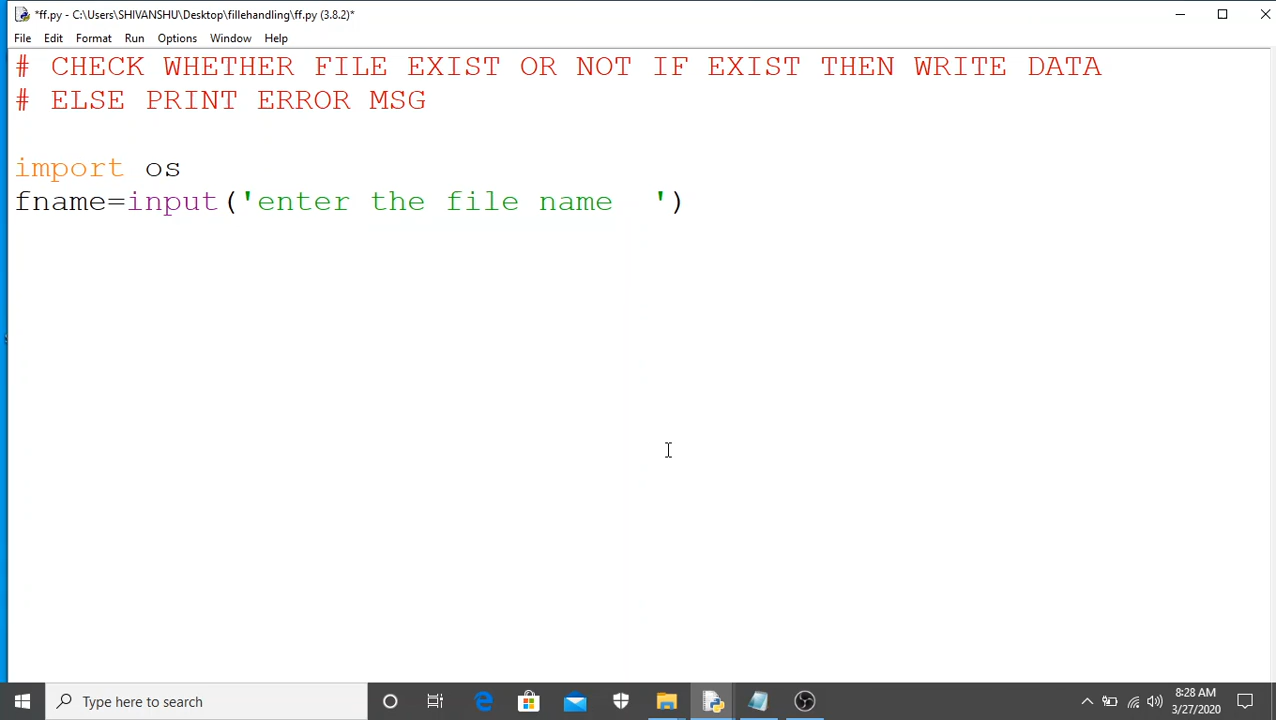 *ff.py - C:\Users\SHIVANSHU\Desktop\fillehandling\ff.py (3.8.2)*
File Edit Format Run Options Window Help
# CHECK WHETHER FILE EXIST OR NOT IF EXIST THEN WRITE DATA
# ELSE PRINT ERROR MSG
import os
fname=input('enter the file name  ')
Type here to search
8:28 AM
3/27/2020